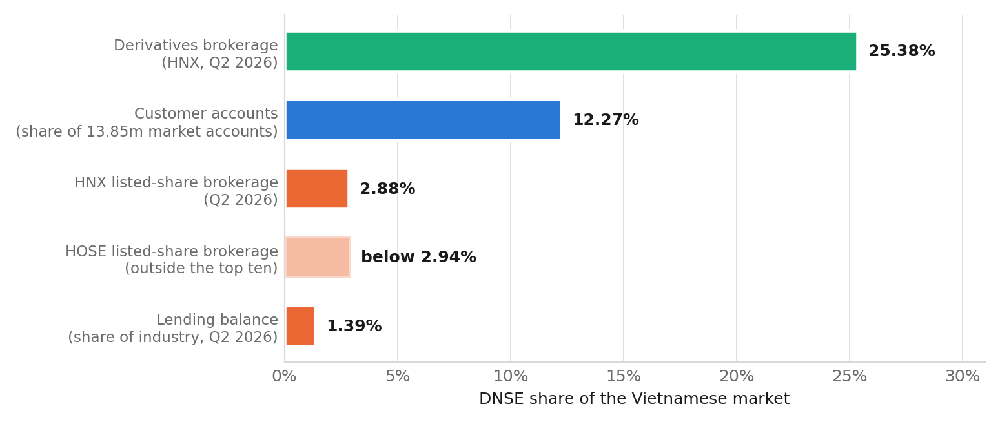 Derivatives brokerage
(HNX, Q2 2026)
25.38%
Customer accounts
(share of 13.85m market accounts)
12.27%
HNX listed-share brokerage
(Q2 2026)
2.88%
HOSE listed-share brokerage
(outside the top ten)
below 2.94%
Lending balance
(share of industry, Q2 2026)
1.39%
0% 5% 10% 15% 20% 25% 30%
DNSE share of the Vietnamese market